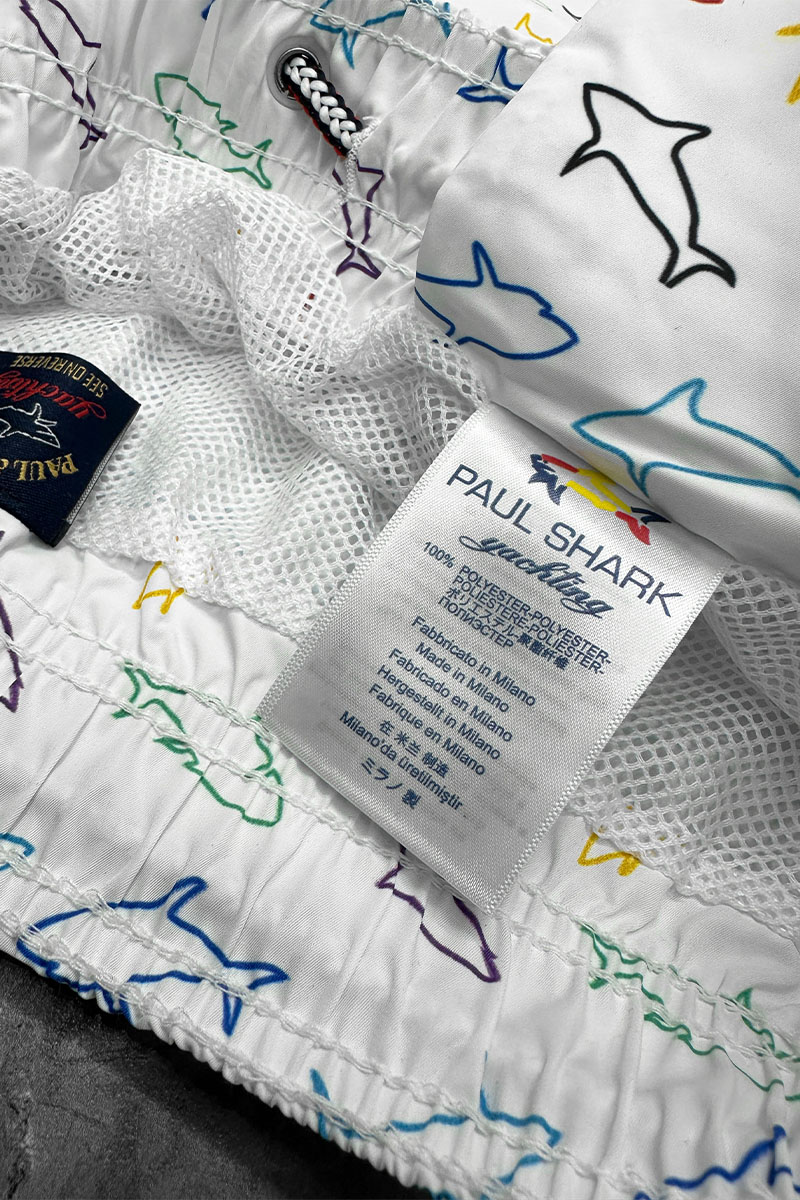 PAUL SHARK
yachting
100% POLYESTER-POLYESTER-
POLIESTERE-POLYESTER-
ポリエステル-聚酯纤维
ПОЛИЭСТЕР
Fabbricato in Milano
Made in Milano
Fabricado en Milano
Hergestellt in Milano
Fabrique en Milano
在 米兰 制造
Milano'da üretilmiştir
ミラノ 製
PAUL &
yachting
SEE ON REVERSE